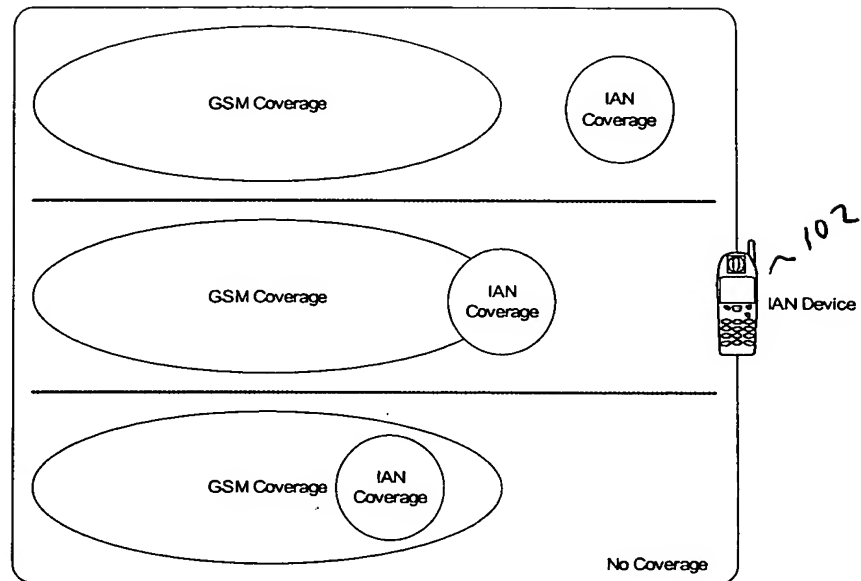 GSM Coverage
IAN
Coverage
GSM Coverage
IAN
Coverage
~ 102
IAN Device
GSM Coverage
IAN
Coverage
No Coverage